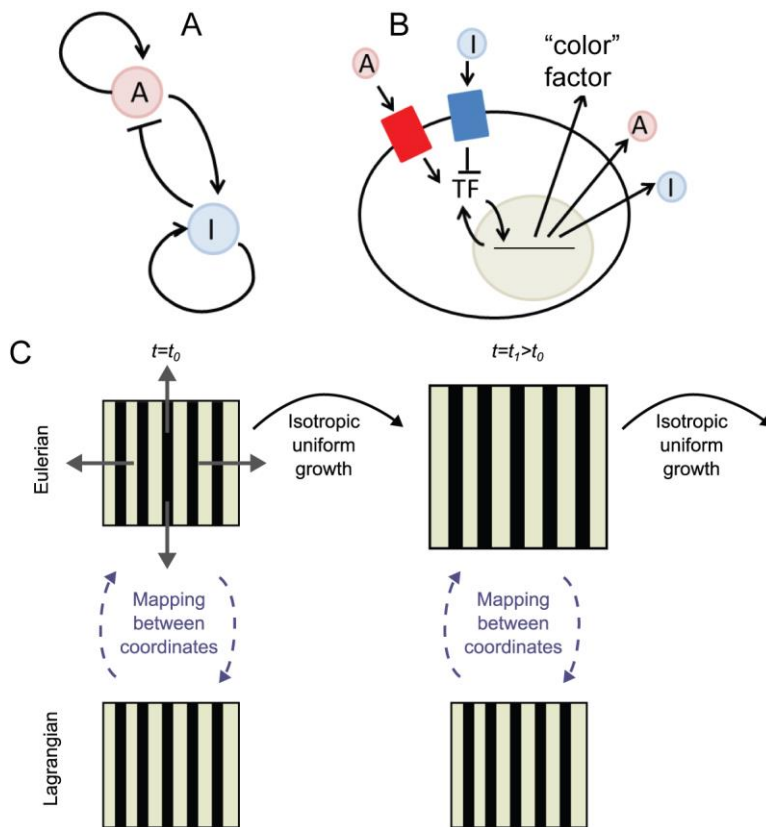 A
A
I
B
A
I
"color"
factor
A
I
TF
C
t=t0
t=t1>t0
Eulerian
Isotropic
uniform
growth
Isotropic
uniform
growth
Mapping
between
coordinates
Mapping
between
coordinates
Lagrangian